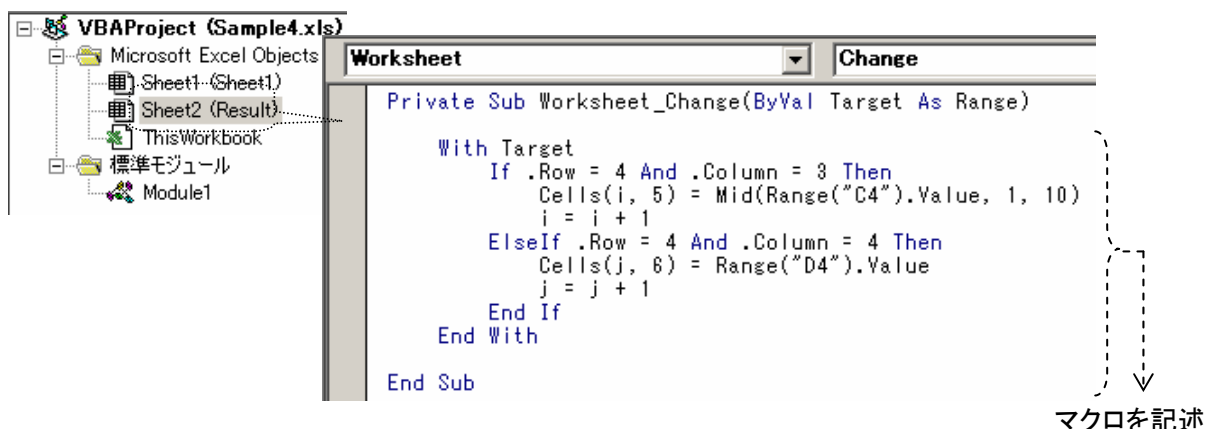 VBAProject (Sample4.xls)
Microsoft Excel Objects
Sheet1 (Sheet1)
Sheet2 (Result)
ThisWorkbook
標準モジュール
Module1
Worksheet
Change
Private Sub Worksheet_Change(ByVal Target As Range)
With Target
If .Row = 4 And .Column = 3 Then
Cells(i, 5) = Mid(Range("C4").Value, 1, 10)
i = i + 1
ElseIf .Row = 4 And .Column = 4 Then
Cells(j, 6) = Range("D4").Value
j = j + 1
End If
End With
End Sub
マクロを記述